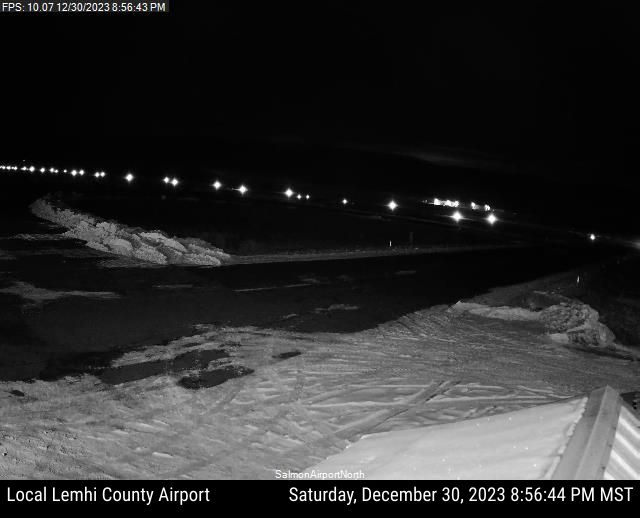 FPS: 10.07 12/30/2023 8:56:43 PM
SalmonAirportNorth
Local Lemhi County Airport Saturday, December 30, 2023 8:56:44 PM MST